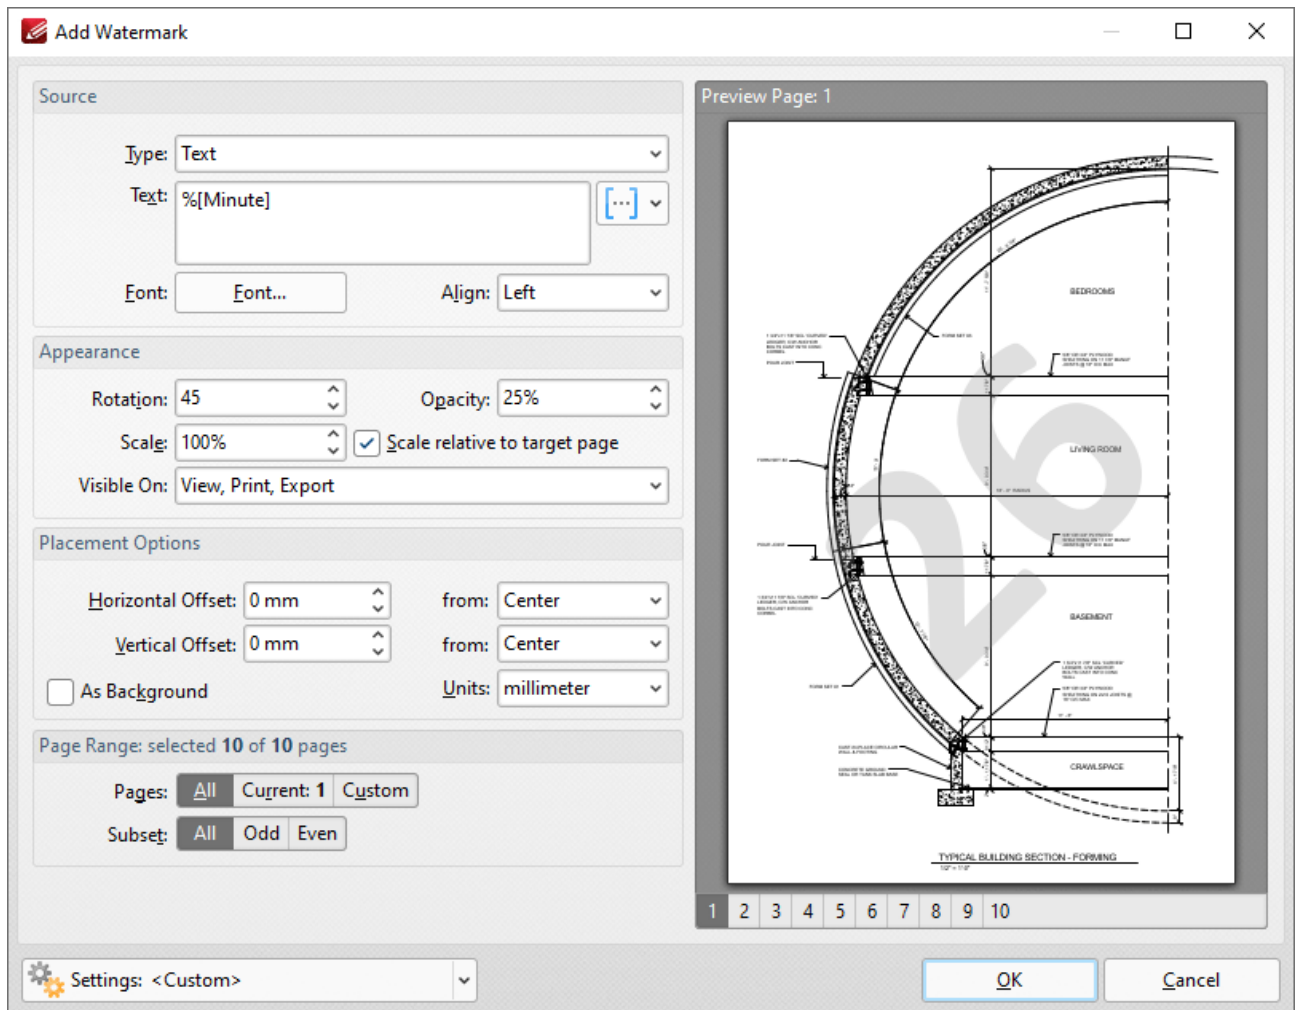 Add Watermark
Source
Type: Text
Text: %[Minute]
Font: Font...
Align: Left
Appearance
Rotation: 45
Opacity: 25%
Scale: 100%
Scale relative to target page
Visible On: View, Print, Export
Placement Options
Horizontal Offset: 0 mm
from: Center
Vertical Offset: 0 mm
from: Center
As Background
Units: millimeter
Page Range: selected 10 of 10 pages
Pages: All Current: 1 Custom
Subset: All Odd Even
Preview Page: 1
BEDROOMS
LIVING ROOM
26
BASEMENT
CRAWLSPACE
TYPICAL BUILDING SECTION - FORMING
1 2 3 4 5 6 7 8 9 10
Settings: <Custom>
OK
Cancel